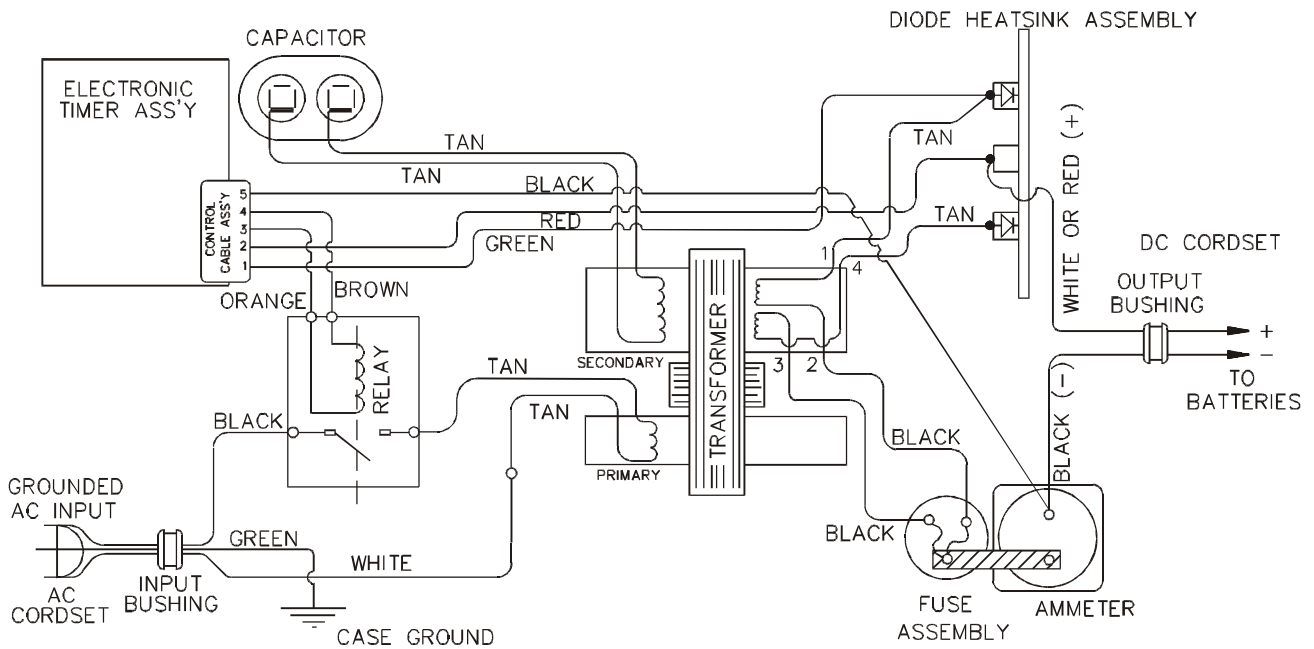 DIODE HEATSINK ASSEMBLY
CAPACITOR
ELECTRONIC
TIMER ASS'Y
TAN
TAN
TAN
BLACK
RED
GREEN
TAN
WHITE OR RED (+)
CONTROL
CABLE ASS'Y
5
4
3
2
1
ORANGE
BROWN
RELAY
1
4
DC CORDSET
OUTPUT
BUSHING
+
-
TO
BATTERIES
SECONDARY
3
2
TRANSFORMER
TAN
TAN
BLACK
PRIMARY
BLACK
BLACK (-)
GROUNDED
AC INPUT
GREEN
WHITE
BLACK
AC
CORDSET
INPUT
BUSHING
CASE GROUND
FUSE
ASSEMBLY
AMMETER